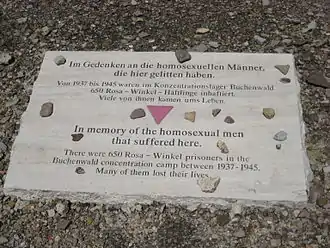 Im Gedenken an die homosexuellen Männer,
die hier gelitten haben.
Von 1937 bis 1945 waren im Konzentrationslager Buchenwald
650 Rosa - Winkel - Häftlinge inhaftiert.
Viele von ihnen kamen ums Leben.
In memory of the homosexual men
that suffered here.
There were 650 Rosa - Winkel prisoners in the
Buchenwald concentration camp between 1937-1945.
Many of them lost their lives.